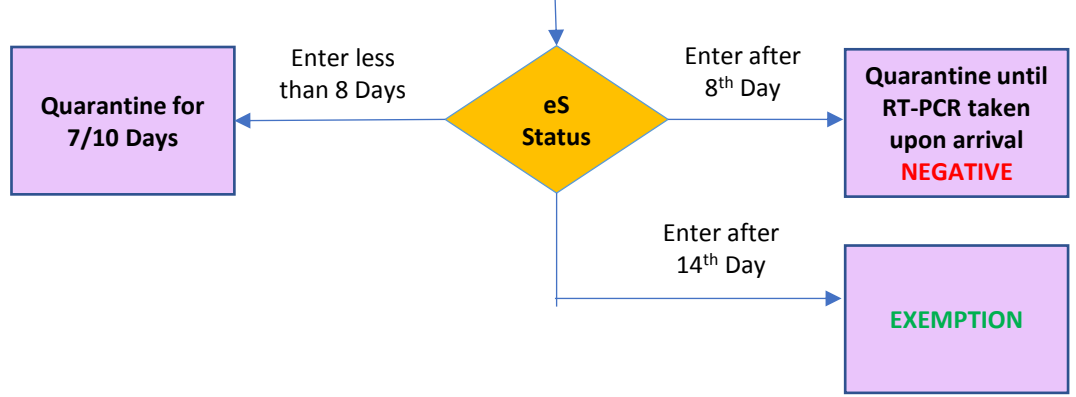 Enter less
than 8 Days
Enter after
8th Day
Quarantine for
7/10 Days
eS
Status
Quarantine until
RT-PCR taken
upon arrival
NEGATIVE
Enter after
14th Day
EXEMPTION